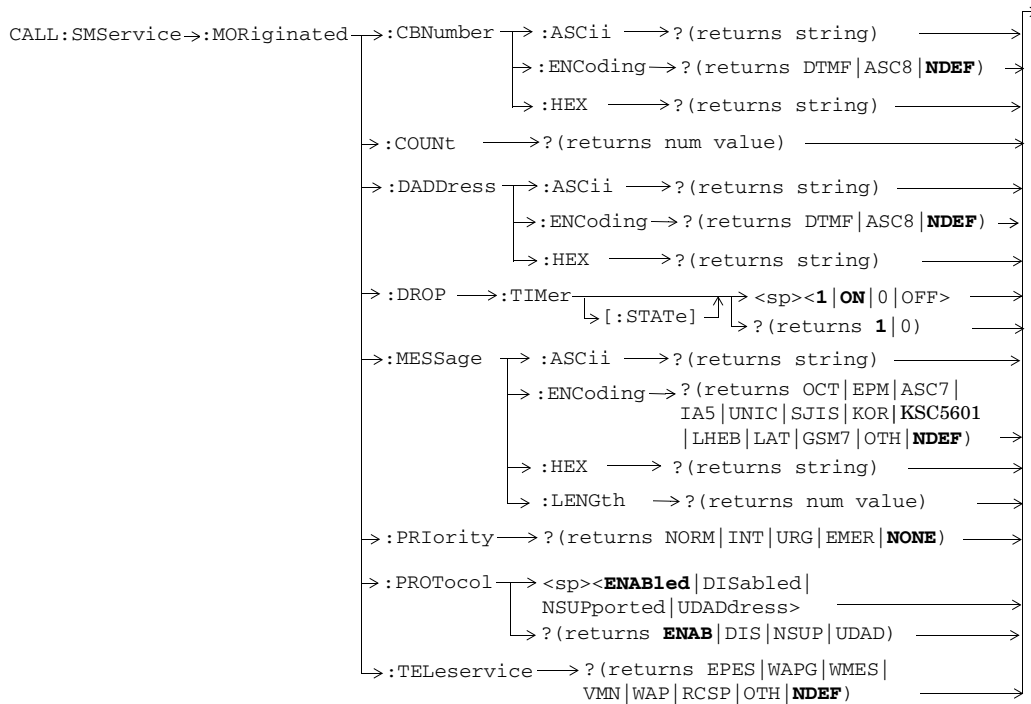 CALL:SMService :MORiginated :CBNumber :ASCii ?(returns string)
:ENCoding ?(returns DTMF|ASC8|NDEF)
:HEX ?(returns string)
:COUNt ?(returns num value)
:DADDress :ASCii ?(returns string)
:ENCoding ?(returns DTMF|ASC8|NDEF)
:HEX ?(returns string)
:DROP :TIMer <sp><1|ON|0|OFF>
[:STATe] ?(returns 1|0)
:MESSage :ASCii ?(returns string)
:ENCoding ?(returns OCT|EPM|ASC7|
IA5|UNIC|SJIS|KOR|KSC5601
|LHEB|LAT|GSM7|OTH|NDEF)
:HEX ?(returns string)
:LENGth ?(returns num value)
:PRIority ?(returns NORM|INT|URG|EMER|NONE)
:PROTocol <sp><ENABled|DISabled|
NSUPported|UDADdress>
?(returns ENAB|DIS|NSUP|UDAD)
:TELeservice ?(returns EPES|WAPG|WMES|
VMN|WAP|RCSP|OTH|NDEF)